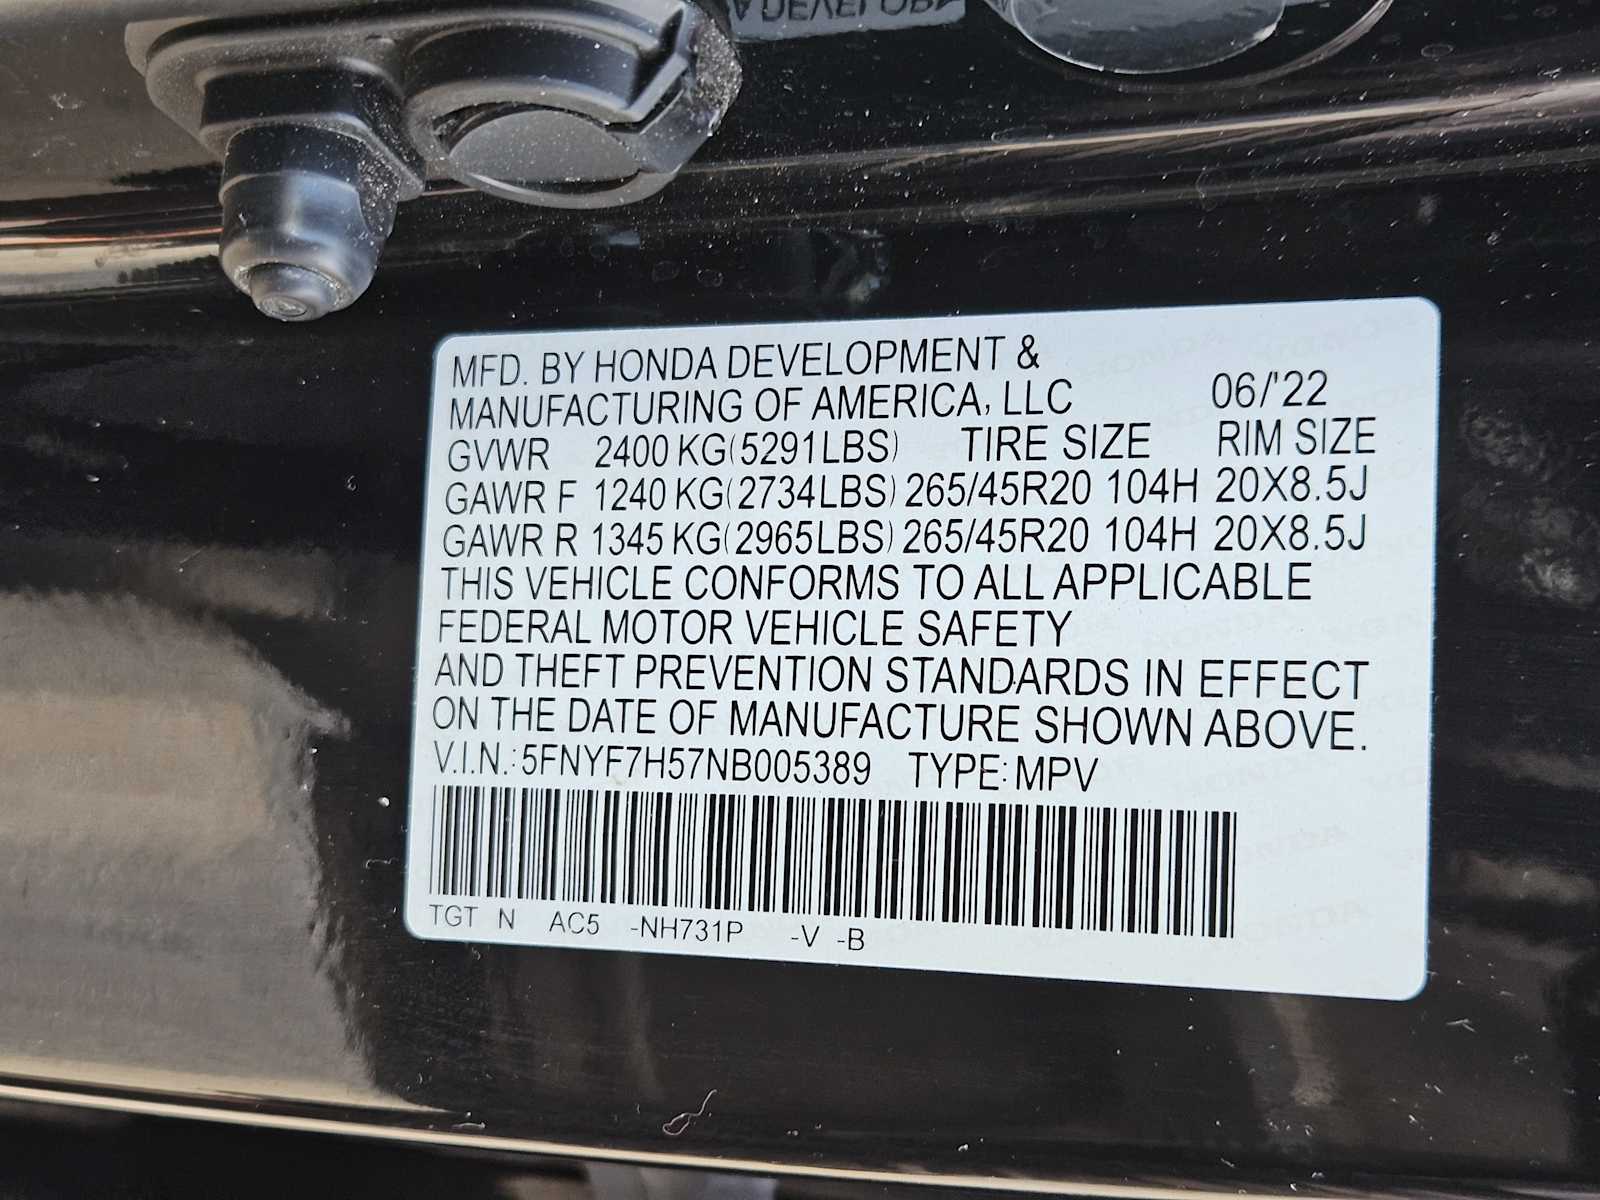 MFD. BY HONDA DEVELOPMENT &
MANUFACTURING OF AMERICA, LLC 06/'22
GVWR 2400 KG(5291LBS) TIRE SIZE RIM SIZE
GAWR F 1240 KG(2734LBS) 265/45R20 104H 20X8.5J
GAWR R 1345 KG(2965LBS) 265/45R20 104H 20X8.5J
THIS VEHICLE CONFORMS TO ALL APPLICABLE
FEDERAL MOTOR VEHICLE SAFETY
AND THEFT PREVENTION STANDARDS IN EFFECT
ON THE DATE OF MANUFACTURE SHOWN ABOVE.
V.I.N.: 5FNYF7H57NB005389 TYPE: MPV
TGT N AC5 -NH731P -V -B